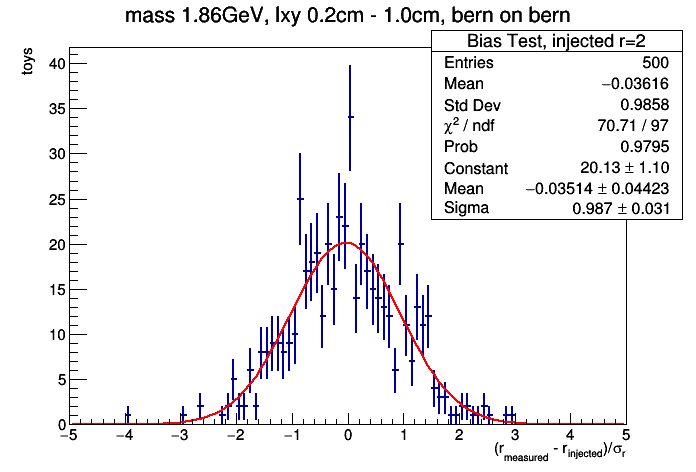 mass 1.86GeV, lxy 0.2cm - 1.0cm, bern on bern
toys
Bias Test, injected r=2
Entries 500
Mean −0.03616
Std Dev 0.9858
χ² / ndf 70.71 / 97
Prob 0.9795
Constant 20.13 ± 1.10
Mean −0.03514 ± 0.04423
Sigma 0.987 ± 0.031
40
35
30
25
20
15
10
5
0
−5 −4 −3 −2 −1 0 1 2 3 4 5
(r_measured - r_injected)/σ_r